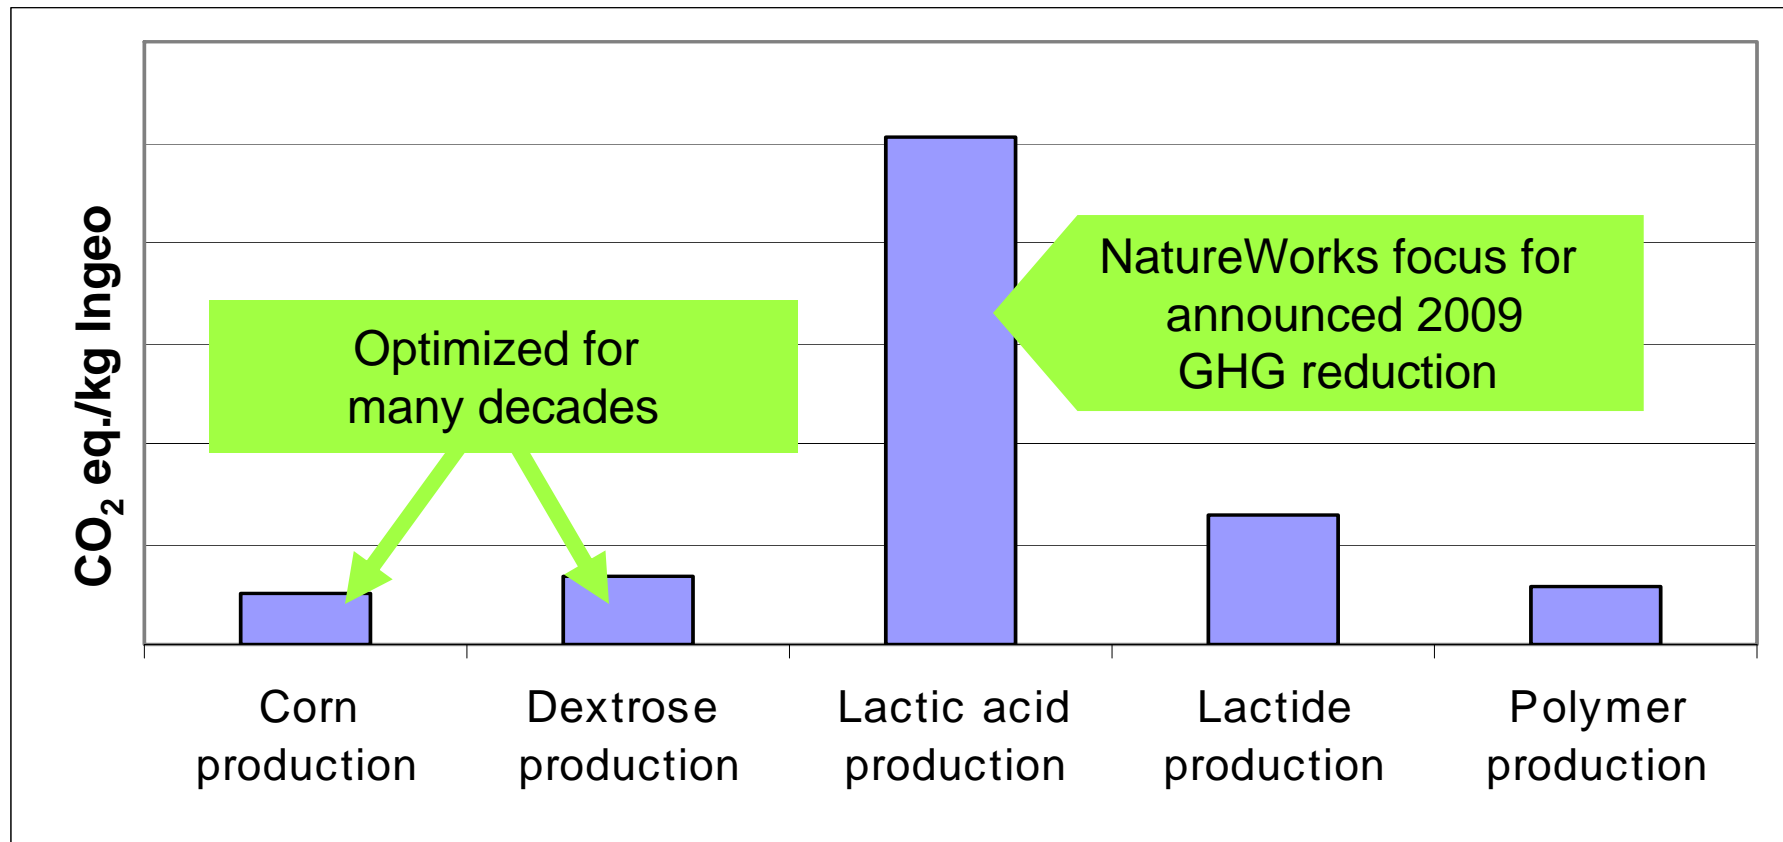 CO₂ eq./kg Ingeo
Optimized for
many decades
NatureWorks focus for
announced 2009
GHG reduction
Corn
production
Dextrose
production
Lactic acid
production
Lactide
production
Polymer
production